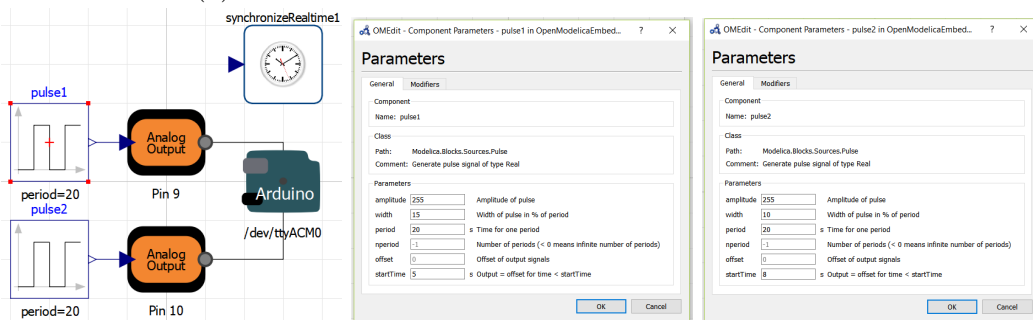 synchronizeRealtime1
pulse1
Analog
Output
period=20
Pin 9
Arduino
pulse2
/dev/ttyACM0
Analog
Output
period=20
Pin 10
OMEdit - Component Parameters - pulse1 in OpenModelicaEmbed... ? ×
Parameters
General Modifiers
Component
Name: pulse1
Class
Path: Modelica.Blocks.Sources.Pulse
Comment: Generate pulse signal of type Real
Parameters
amplitude 255 Amplitude of pulse
width 15 Width of pulse in % of period
period 20 s Time for one period
nperiod -1 Number of periods (< 0 means infinite number of periods)
offset 0 Offset of output signals
startTime 5 s Output = offset for time < startTime
OK Cancel
OMEdit - Component Parameters - pulse2 in OpenModelicaEmbed... ? ×
Parameters
General Modifiers
Component
Name: pulse2
Class
Path: Modelica.Blocks.Sources.Pulse
Comment: Generate pulse signal of type Real
Parameters
amplitude 255 Amplitude of pulse
width 10 Width of pulse in % of period
period 20 s Time for one period
nperiod -1 Number of periods (< 0 means infinite number of periods)
offset 0 Offset of output signals
startTime 8 s Output = offset for time < startTime
OK Cancel